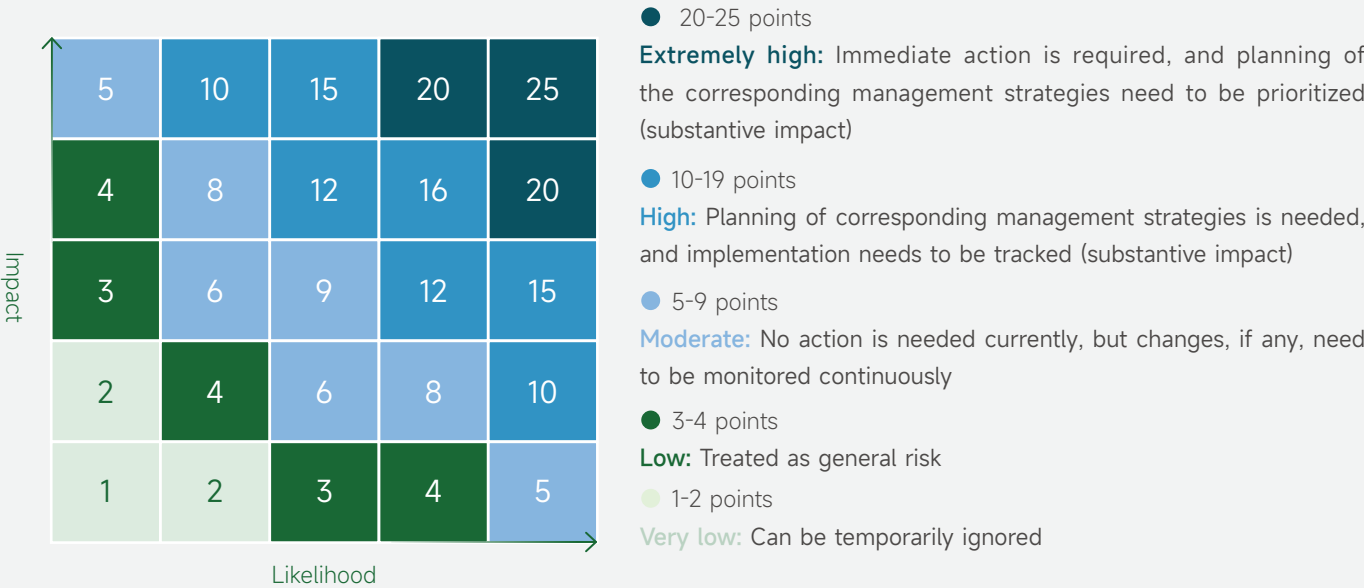 5 10 15 20 25
4 8 12 16 20
3 6 9 12 15
2 4 6 8 10
1 2 3 4 5
Impact
Likelihood
20-25 points
Extremely high: Immediate action is required, and planning of
the corresponding management strategies need to be prioritized
(substantive impact)
10-19 points
High: Planning of corresponding management strategies is needed,
and implementation needs to be tracked (substantive impact)
5-9 points
Moderate: No action is needed currently, but changes, if any, need
to be monitored continuously
3-4 points
Low: Treated as general risk
1-2 points
Very low: Can be temporarily ignored